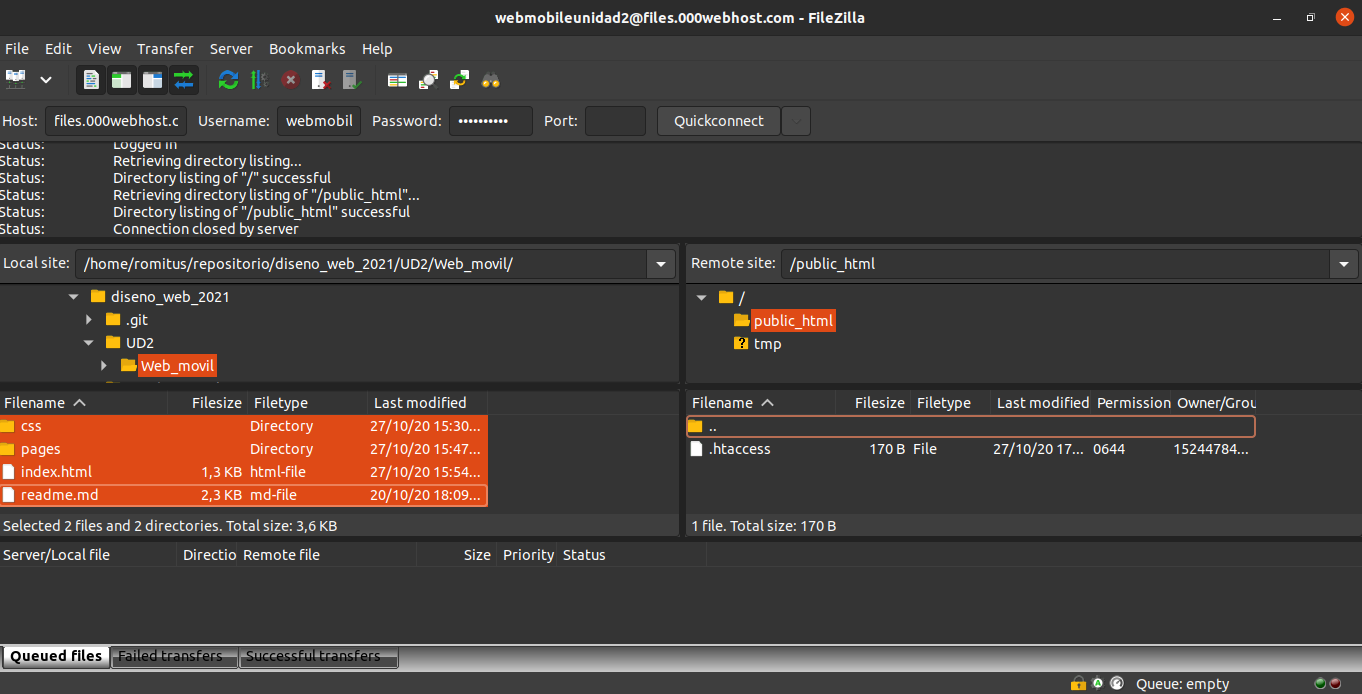 webmobileunidad2@files.000webhost.com - FileZilla
File Edit View Transfer Server Bookmarks Help
Host: files.000webhost.c Username: webmobil Password: •••••••••• Port: Quickconnect
Status: Logged in
Status: Retrieving directory listing...
Status: Directory listing of "/" successful
Status: Retrieving directory listing of "/public_html"...
Status: Directory listing of "/public_html" successful
Status: Connection closed by server
Local site: /home/romitus/repositorio/diseno_web_2021/UD2/Web_movil/ Remote site: /public_html
diseno_web_2021 /
.git public_html
UD2 tmp
Web_movil
Filename Filesize Filetype Last modified Filename Filesize Filetype Last modified Permission Owner/Grou
css Directory 27/10/20 15:30... ..
pages Directory 27/10/20 15:47... .htaccess 170 B File 27/10/20 17... 0644 15244784...
index.html 1,3 KB html-file 27/10/20 15:54...
readme.md 2,3 KB md-file 20/10/20 18:09...
Selected 2 files and 2 directories. Total size: 3,6 KB 1 file. Total size: 170 B
Server/Local file Directio Remote file Size Priority Status
Queued files Failed transfers Successful transfers
Queue: empty